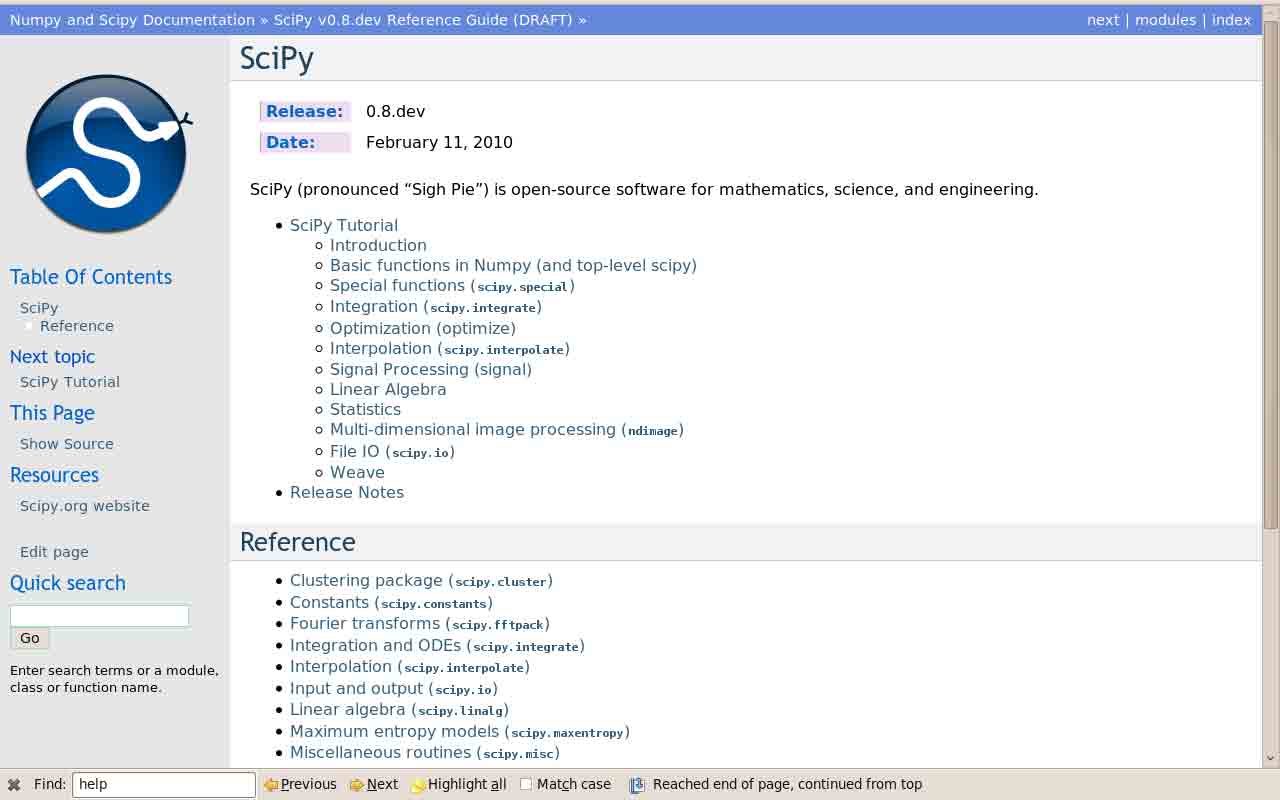 Numpy and Scipy Documentation » SciPy v0.8.dev Reference Guide (DRAFT) »
next | modules | index
SciPy
Release: 0.8.dev
Date: February 11, 2010
SciPy (pronounced “Sigh Pie”) is open-source software for mathematics, science, and engineering.
SciPy Tutorial
Introduction
Basic functions in Numpy (and top-level scipy)
Special functions (scipy.special)
Integration (scipy.integrate)
Optimization (optimize)
Interpolation (scipy.interpolate)
Signal Processing (signal)
Linear Algebra
Statistics
Multi-dimensional image processing (ndimage)
File IO (scipy.io)
Weave
Release Notes
Reference
Clustering package (scipy.cluster)
Constants (scipy.constants)
Fourier transforms (scipy.fftpack)
Integration and ODEs (scipy.integrate)
Interpolation (scipy.interpolate)
Input and output (scipy.io)
Linear algebra (scipy.linalg)
Maximum entropy models (scipy.maxentropy)
Miscellaneous routines (scipy.misc)
Table Of Contents
SciPy
Reference
Next topic
SciPy Tutorial
This Page
Show Source
Resources
Scipy.org website
Edit page
Quick search
Go
Enter search terms or a module,
class or function name.
Find: help Previous Next Highlight all Match case Reached end of page, continued from top